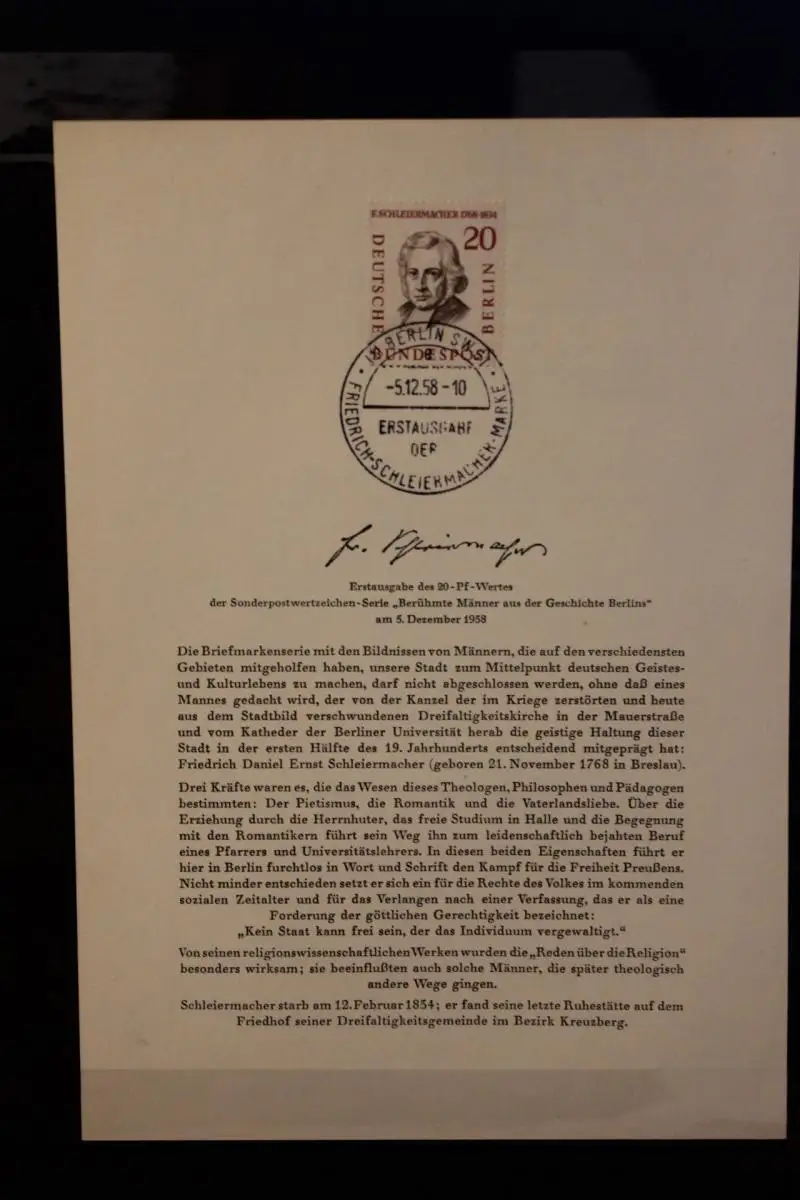 F. SCHLEIERMACHER 1768-1834
20
DEUTSCHE
BUNDESPOST
BERLIN
BERLIN SW
-5.12.58-10
ERSTAUSGABE
DER
FRIEDRICH-SCHLEIERMACHER-MARKE
Fr. Schleiermacher
Erstausgabe des 20-Pf-Wertes
der Sonderpostwertzeichen-Serie „Berühmte Männer aus der Geschichte Berlins“
am 5. Dezember 1958
Die Briefmarkenserie mit den Bildnissen von Männern, die auf den verschiedensten
Gebieten mitgeholfen haben, unsere Stadt zum Mittelpunkt deutschen Geistes-
und Kulturlebens zu machen, darf nicht abgeschlossen werden, ohne daß eines
Mannes gedacht wird, der von der Kanzel der im Kriege zerstörten und heute
aus dem Stadtbild verschwundenen Dreifaltigkeitskirche in der Mauerstraße
und vom Katheder der Berliner Universität herab die geistige Haltung dieser
Stadt in der ersten Hälfte des 19. Jahrhunderts entscheidend mitgeprägt hat:
Friedrich Daniel Ernst Schleiermacher (geboren 21. November 1768 in Breslau).
Drei Kräfte waren es, die das Wesen dieses Theologen, Philosophen und Pädagogen
bestimmten: Der Pietismus, die Romantik und die Vaterlandsliebe. Über die
Erziehung durch die Herrnhuter, das freie Studium in Halle und die Begegnung
mit den Romantikern führt sein Weg ihn zum leidenschaftlich bejahten Beruf
eines Pfarrers und Universitätslehrers. In diesen beiden Eigenschaften führt er
hier in Berlin furchtlos in Wort und Schrift den Kampf für die Freiheit Preußens.
Nicht minder entschieden setzt er sich ein für die Rechte des Volkes im kommenden
sozialen Zeitalter und für das Verlangen nach einer Verfassung, das er als eine
Forderung der göttlichen Gerechtigkeit bezeichnet:
„Kein Staat kann frei sein, der das Individuum vergewaltigt.“
Von seinen religionswissenschaftlichen Werken wurden die „Reden über die Religion“
besonders wirksam; sie beeinflußten auch solche Männer, die später theologisch
andere Wege gingen.
Schleiermacher starb am 12. Februar 1834; er fand seine letzte Ruhestätte auf dem
Friedhof seiner Dreifaltigkeitsgemeinde im Bezirk Kreuzberg.